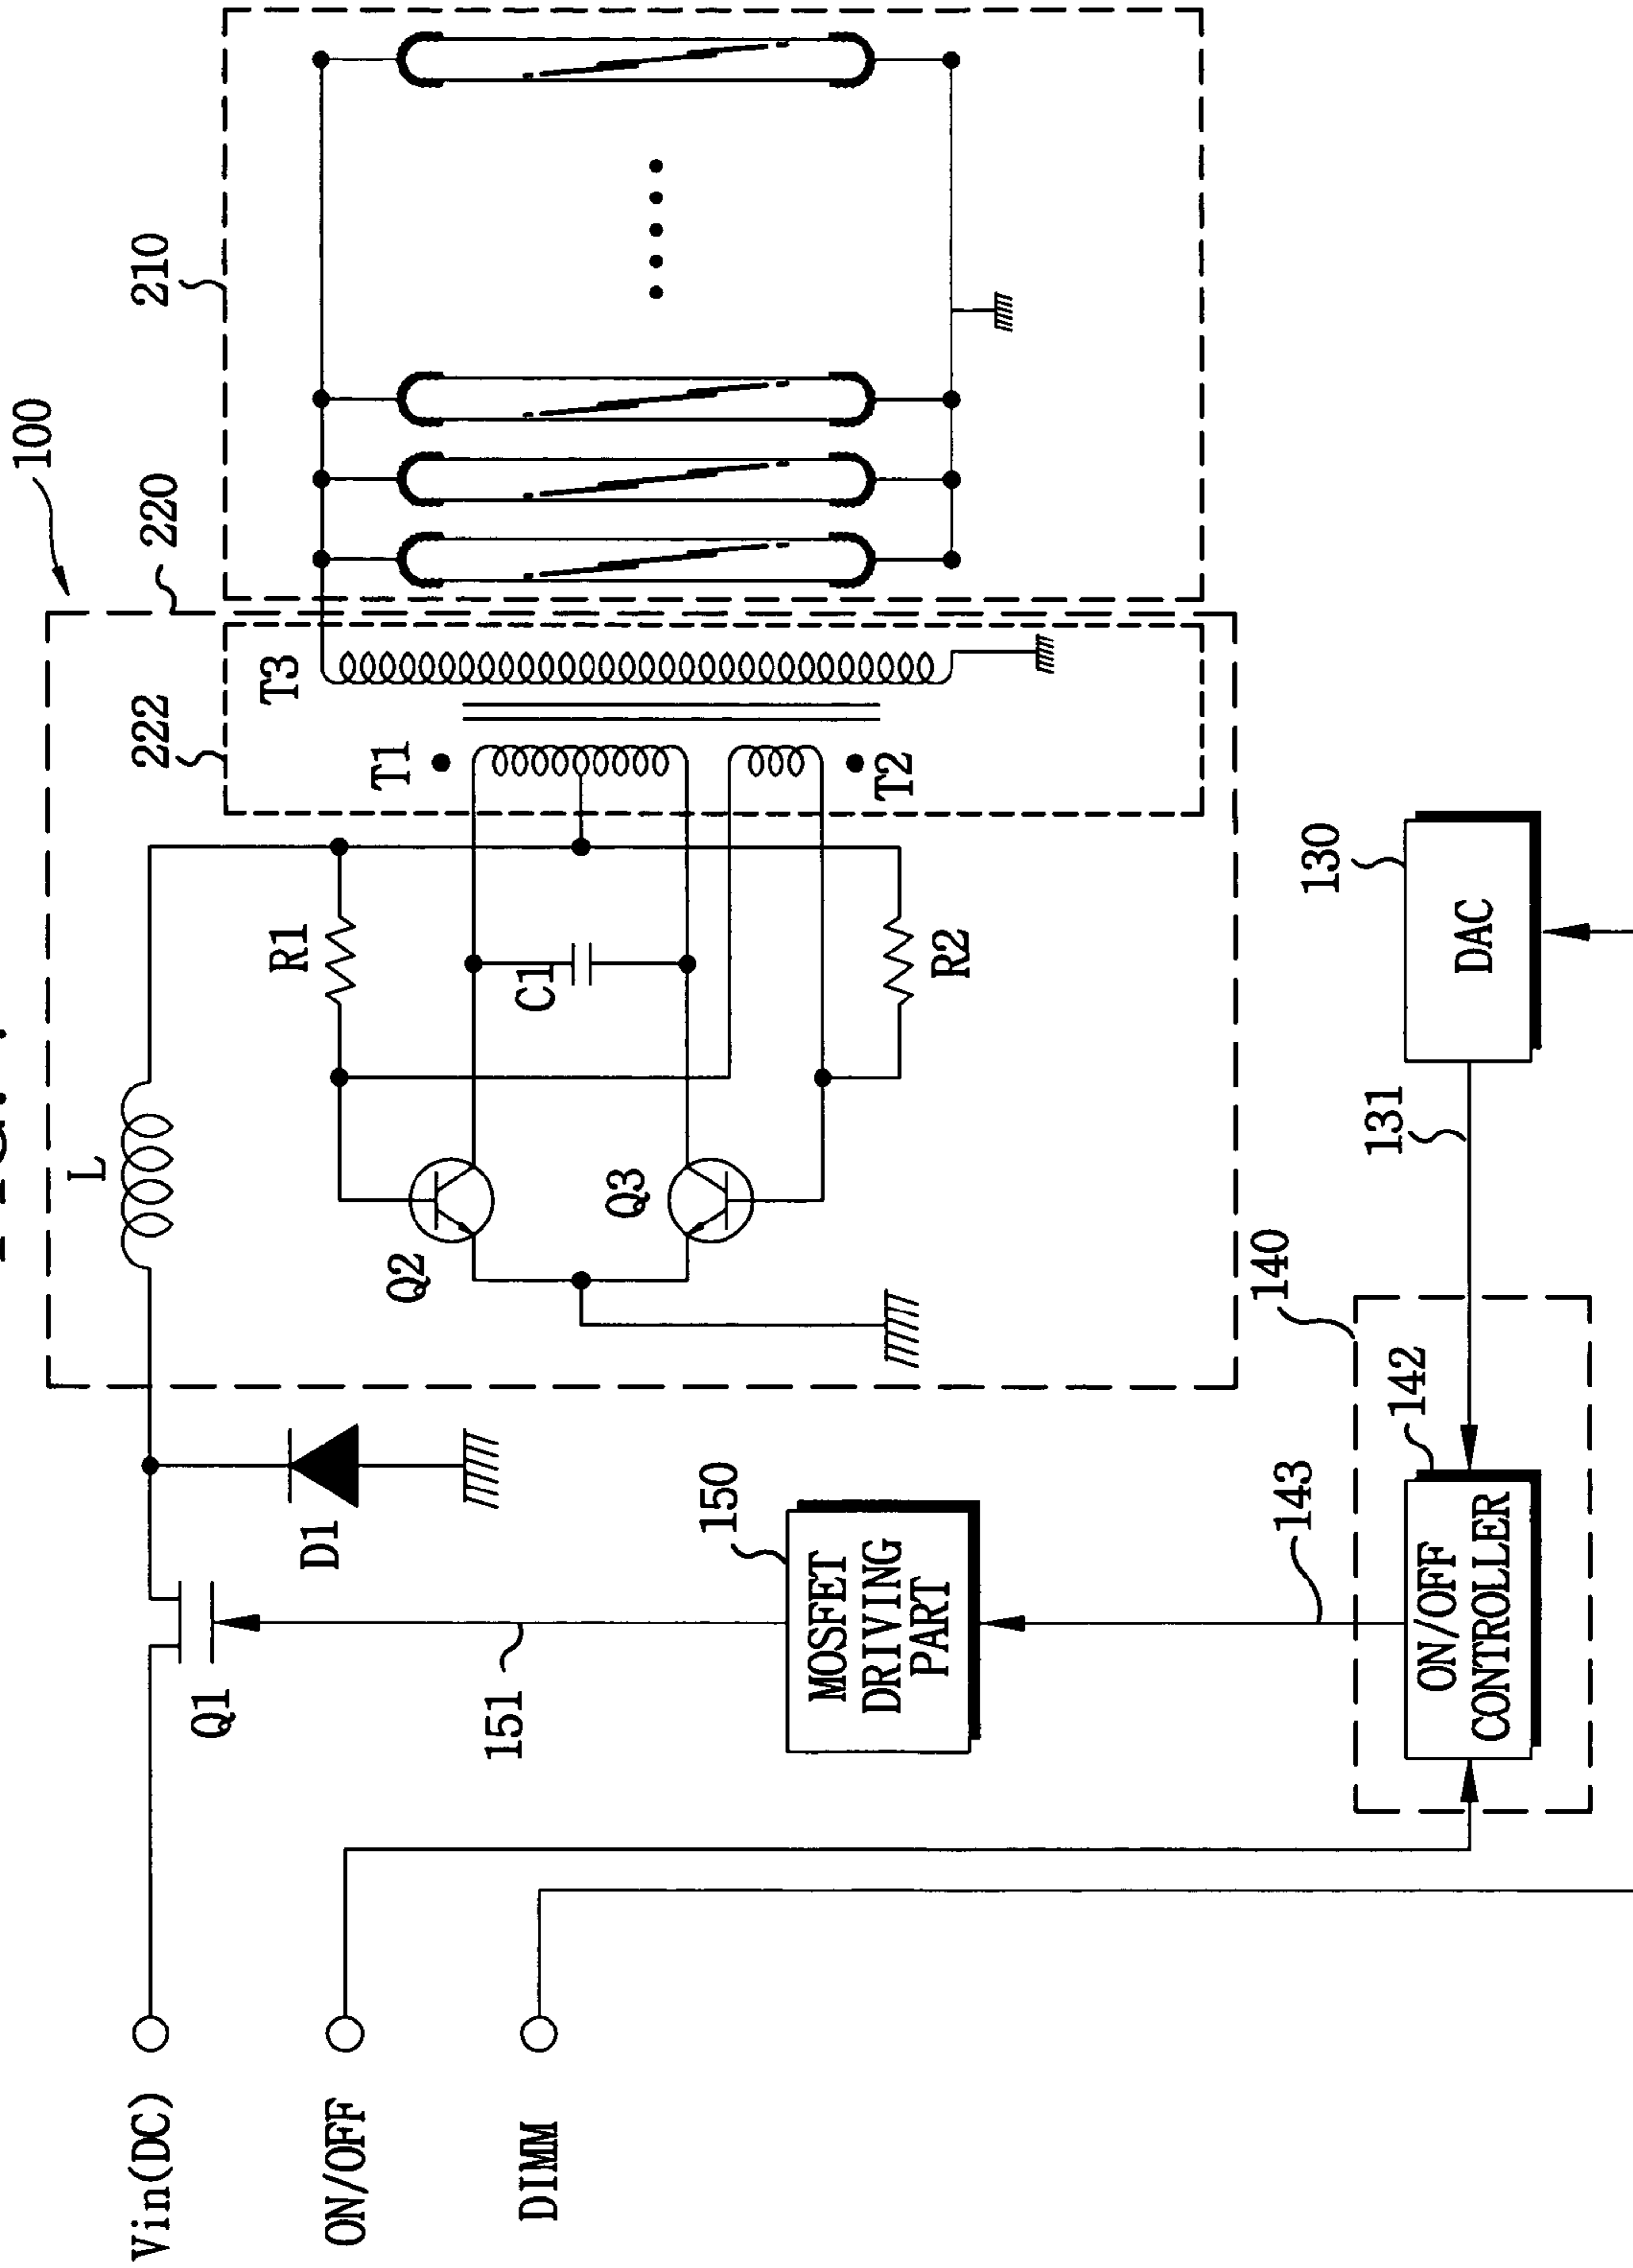 100
220
210
222
L
T3
T1
T2
R1
C1
R2
Q2
Q3
D1
Q1
Vin(DC)
ON/OFF
DIMM
151
150
MOSFET
DRIVING
PART
143
140
142
ON/OFF
CONTROLLER
131
130
DAC